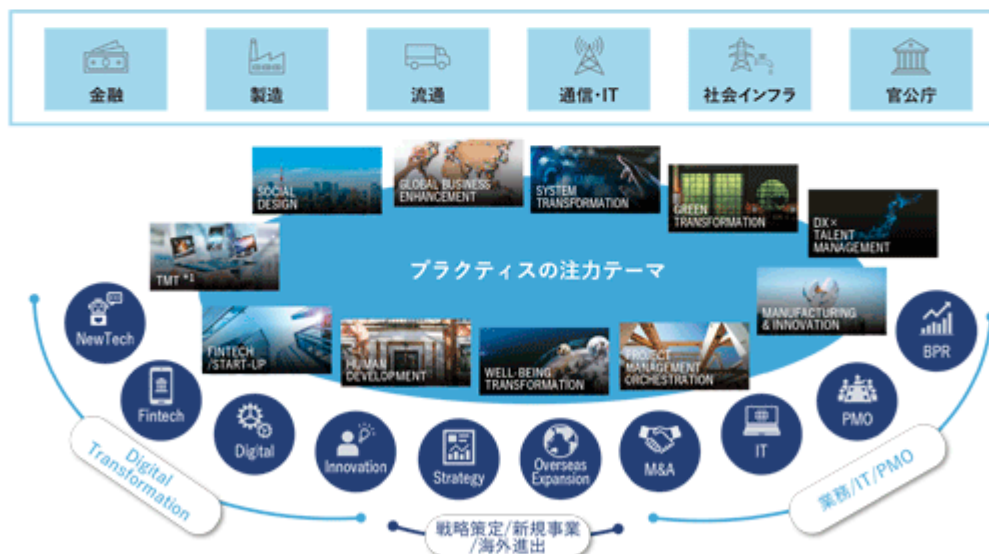 金融
製造
流通
通信・IT
社会インフラ
官公庁
SOCIAL
DESIGN
GLOBAL BUSINESS
ENHANCEMENT
SYSTEM
TRANSFORMATION
GREEN
TRANSFORMATION
DX×
TALENT
MANAGEMENT
TMT *1
プラクティスの注力テーマ
MANUFACTURING
& INNOVATION
FINTECH
/START-UP
HUMAN
DEVELOPMENT
WELL-BEING
TRANSFORMATION
PROJECT
MANAGEMENT
ORCHESTRATION
NewTech
Fintech
Digital
Innovation
Strategy
Overseas
Expansion
M&A
IT
PMO
BPR
Digital
Transformation
戦略策定/新規事業
/海外進出
業務/IT/PMO